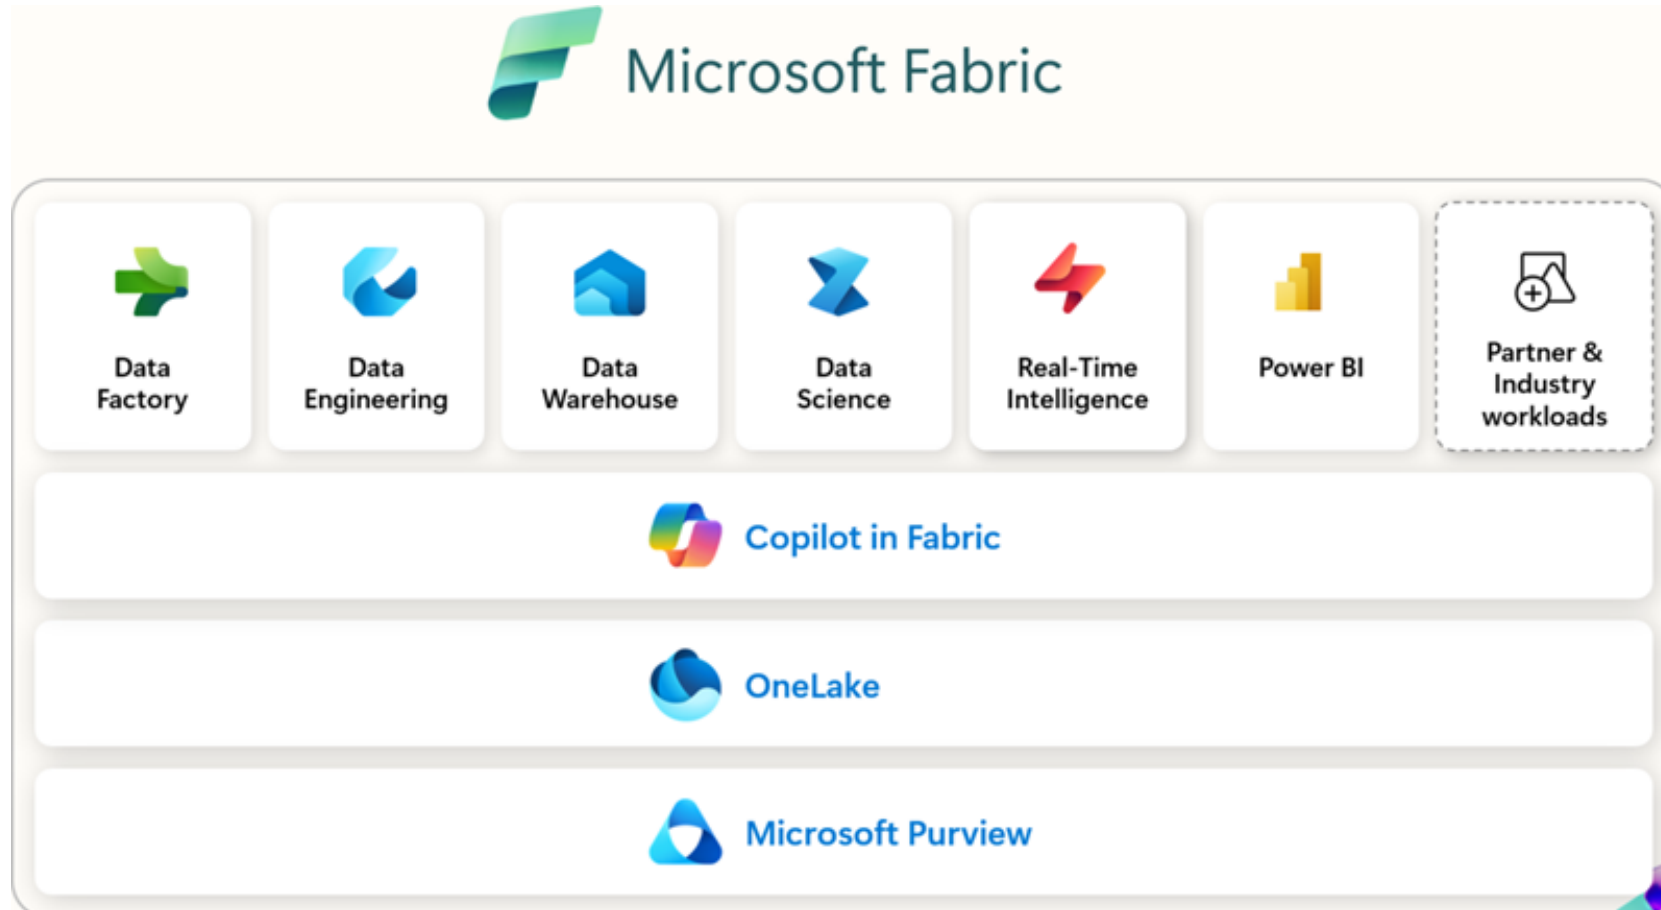 Microsoft Fabric
Data
Factory
Data
Engineering
Data
Warehouse
Data
Science
Real-Time
Intelligence
Power BI
Partner &
Industry
workloads
Copilot in Fabric
OneLake
Microsoft Purview